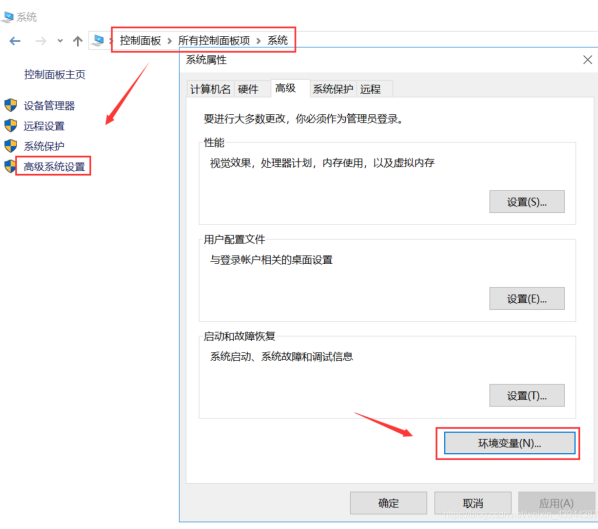 系统
控制面板 > 所有控制面板项 > 系统
控制面板主页
设备管理器
远程设置
系统保护
高级系统设置
系统属性
计算机名 硬件 高级 系统保护 远程
要进行大多数更改，你必须作为管理员登录。
性能
视觉效果，处理器计划，内存使用，以及虚拟内存
设置(S)...
用户配置文件
与登录帐户相关的桌面设置
设置(E)...
启动和故障恢复
系统启动、系统故障和调试信息
设置(T)...
环境变量(N)...
确定 取消 应用(A)